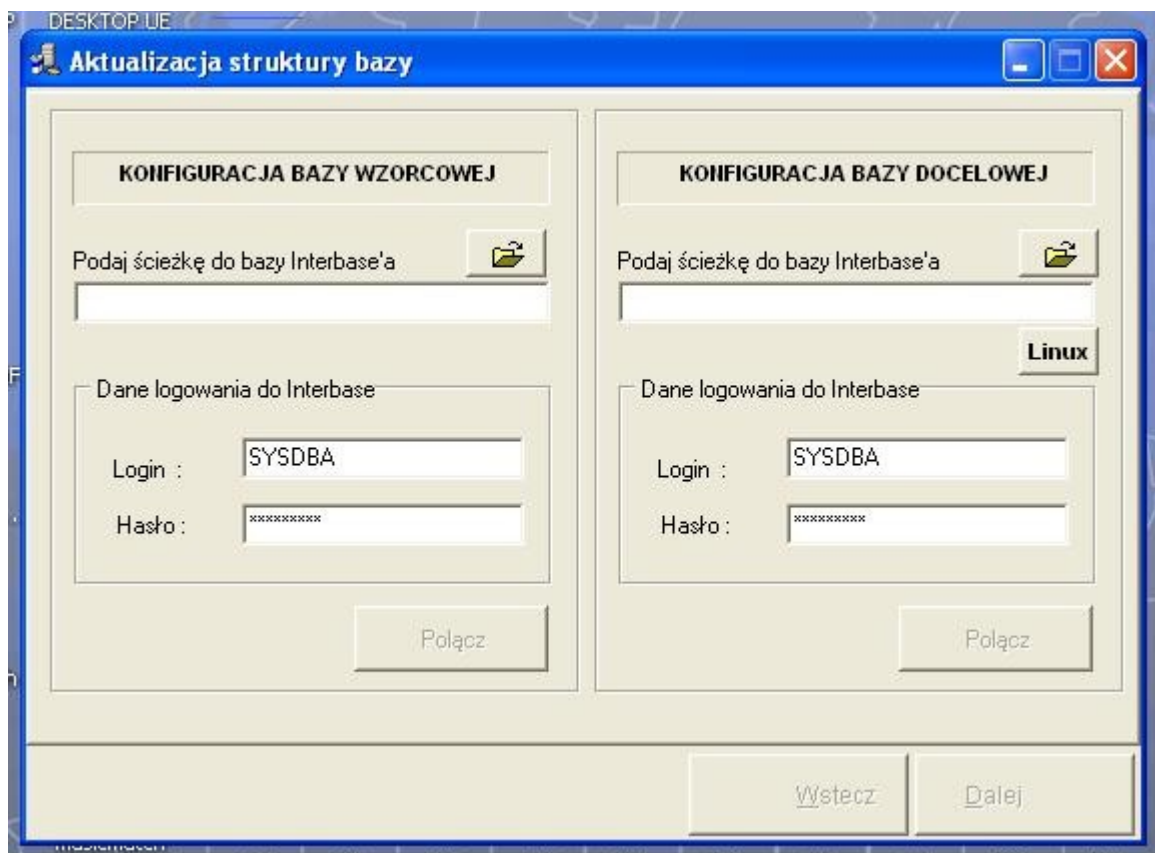 DESKTOP UE
Aktualizacja struktury bazy
KONFIGURACJA BAZY WZORCOWEJ
Podaj ścieżkę do bazy Interbase'a
Dane logowania do Interbase
Login :
SYSDBA
Hasło :
*********
Połącz
KONFIGURACJA BAZY DOCELOWEJ
Podaj ścieżkę do bazy Interbase'a
Linux
Dane logowania do Interbase
Login :
SYSDBA
Hasło :
*********
Połącz
Wstecz
Dalej